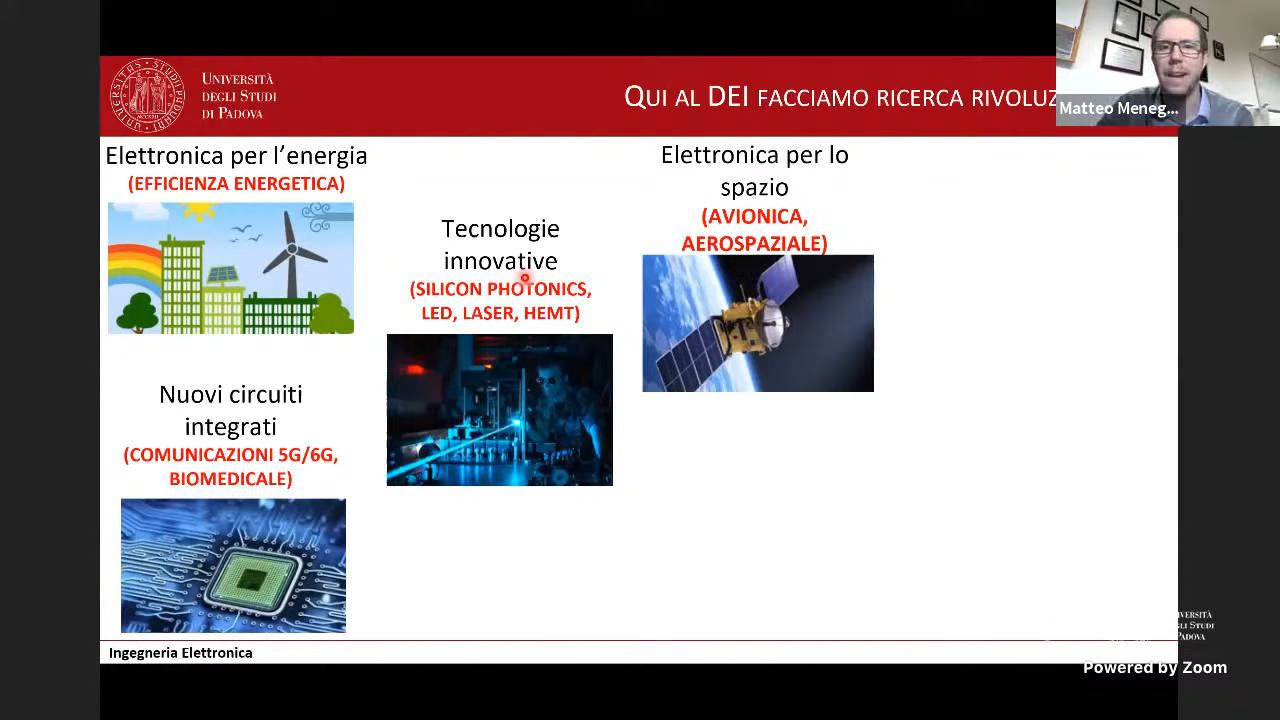 UNIVERSITÀ
DEGLI STUDI
DI PADOVA
QUI AL DEI FACCIAMO RICERCA
Matteo Meneg...
Elettronica per l'energia
(EFFICIENZA ENERGETICA)
Nuovi circuiti
integrati
(COMUNICAZIONI 5G/6G,
BIOMEDICALE)
Tecnologie
innovative
(SILICON PHOTONICS,
LED, LASER, HEMT)
Elettronica per lo
spazio
(AVIONICA,
AEROSPAZIALE)
PADOVA
Ingegneria Elettronica
Powered by Zoom